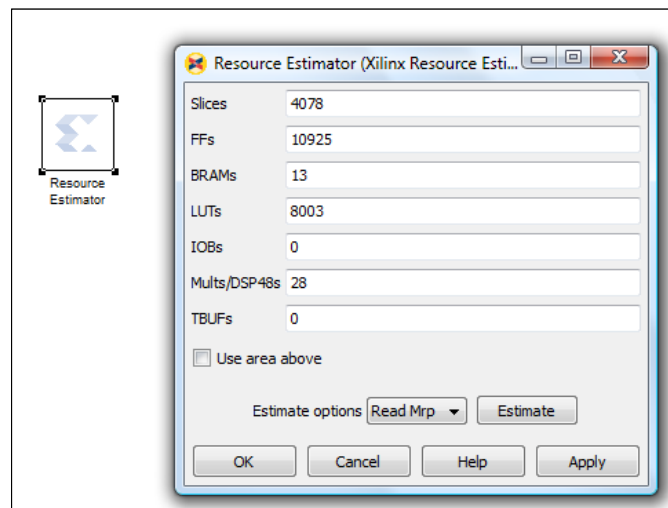 Resource Estimator (Xilinx Resource Esti...
Resource
Estimator
Slices 4078
FFs 10925
BRAMs 13
LUTs 8003
IOBs 0
Mults/DSP48s 28
TBUFs 0
Use area above
Estimate options Read Mrp Estimate
OK Cancel Help Apply